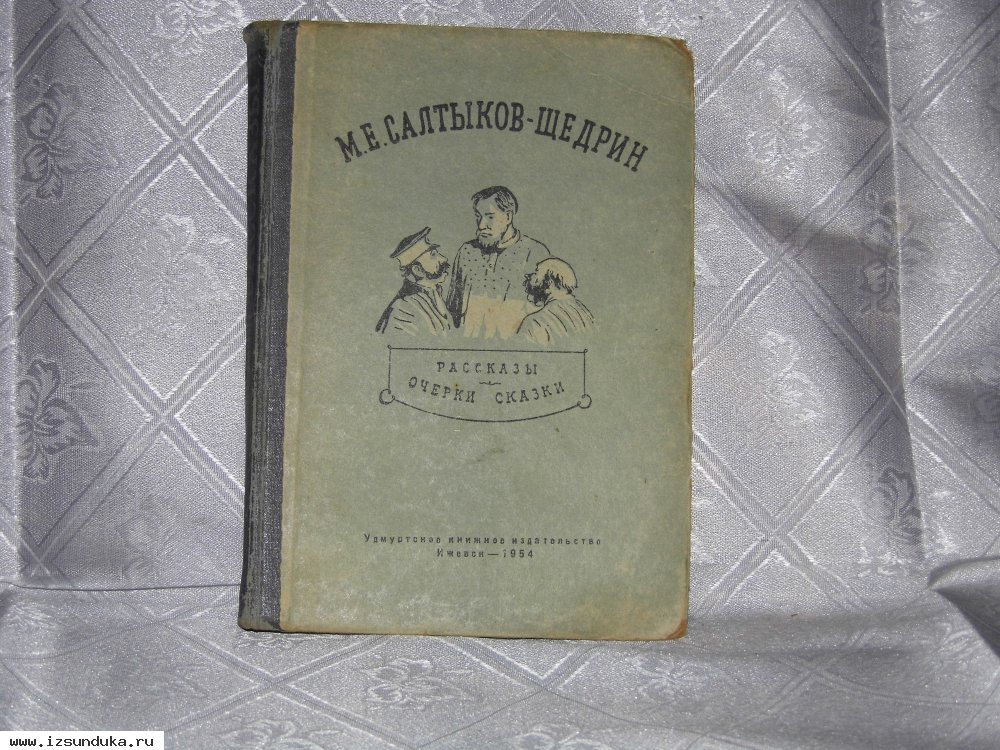 М.Е.САЛТЫКОВ-ЩЕДРИН
РАССКАЗЫ
ОЧЕРКИ СКАЗКИ
Удмуртское книжное издательство
Ижевск — 1954
www.izsunduka.ru